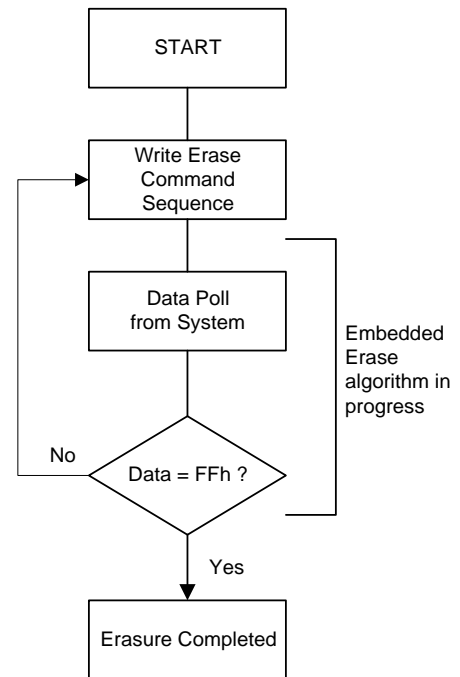 START
Write Erase
Command
Sequence
Data Poll
from System
Embedded
Erase
algorithm in
progress
No
Data = FFh ?
Yes
Erasure Completed